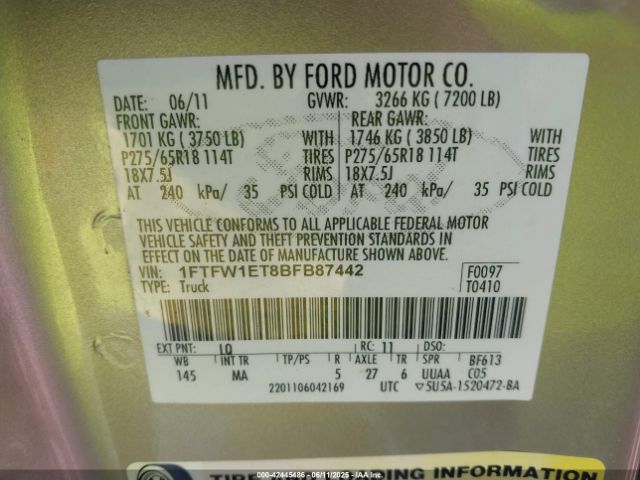 MFD. BY FORD MOTOR CO.
DATE: 06/11 GVWR: 3266 KG ( 7200 LB)
FRONT GAWR: REAR GAWR:
1701 KG ( 3750 LB) WITH 1746 KG ( 3850 LB) WITH
P275/65R18 114T TIRES P275/65R18 114T TIRES
18X7.5J RIMS 18X7.5J RIMS
AT 240 kPa/ 35 PSI COLD AT 240 kPa/ 35 PSI COLD
THIS VEHICLE CONFORMS TO ALL APPLICABLE FEDERAL MOTOR
VEHICLE SAFETY AND THEFT PREVENTION STANDARDS IN
EFFECT ON THE DATE OF MANUFACTURE SHOWN ABOVE.
VIN: 1FTFW1ET8BFB87442 F0097
TYPE: Truck T0410
EXT PNT: LQ RC: 11 DSO:
WB INT TR TP/PS R AXLE TR SPR BF613
145 MA 5 27 6 UUAA C05
2201106042169 UTC ▽5U5A-1520472-BA
000-42445486 - 06/11/2025 - IAAI.COM